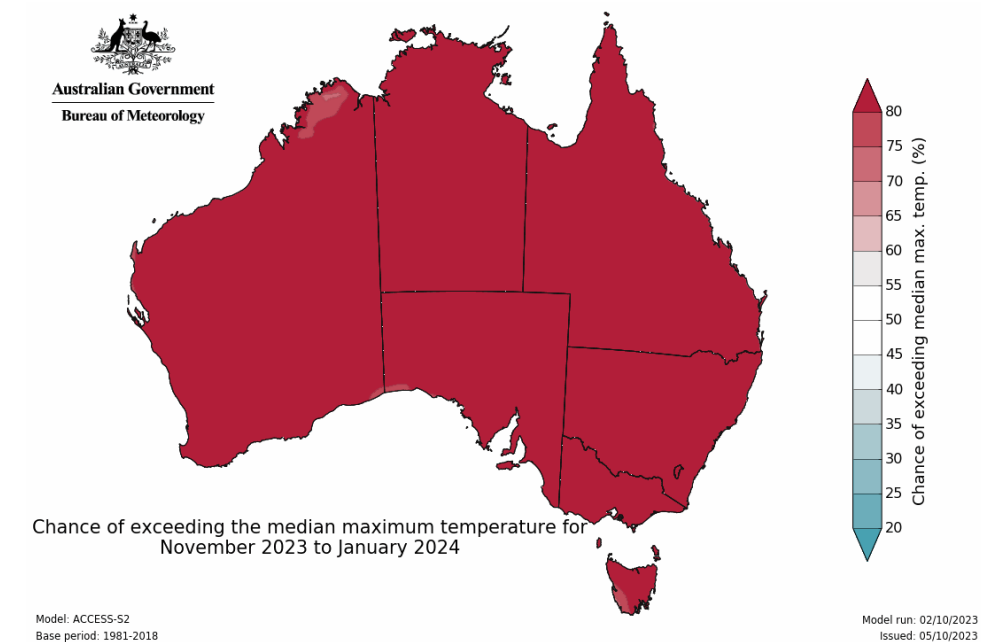 Australian Government
Bureau of Meteorology
80
75
70
65
60
55
50
45
40
35
30
25
20
Chance of exceeding median max. temp. (%)
Chance of exceeding the median maximum temperature for
November 2023 to January 2024
Model: ACCESS-S2
Base period: 1981-2018
Model run: 02/10/2023
Issued: 05/10/2023